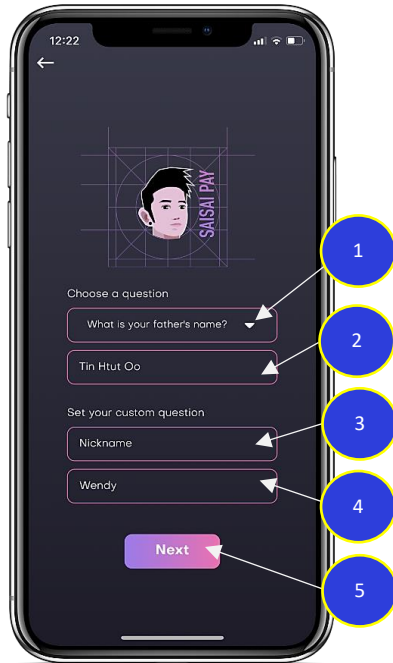 12:22
SAISAI PAY
Choose a question
What is your father's name?
Tin Htut Oo
Set your custom question
Nickname
Wendy
Next
1
2
3
4
5